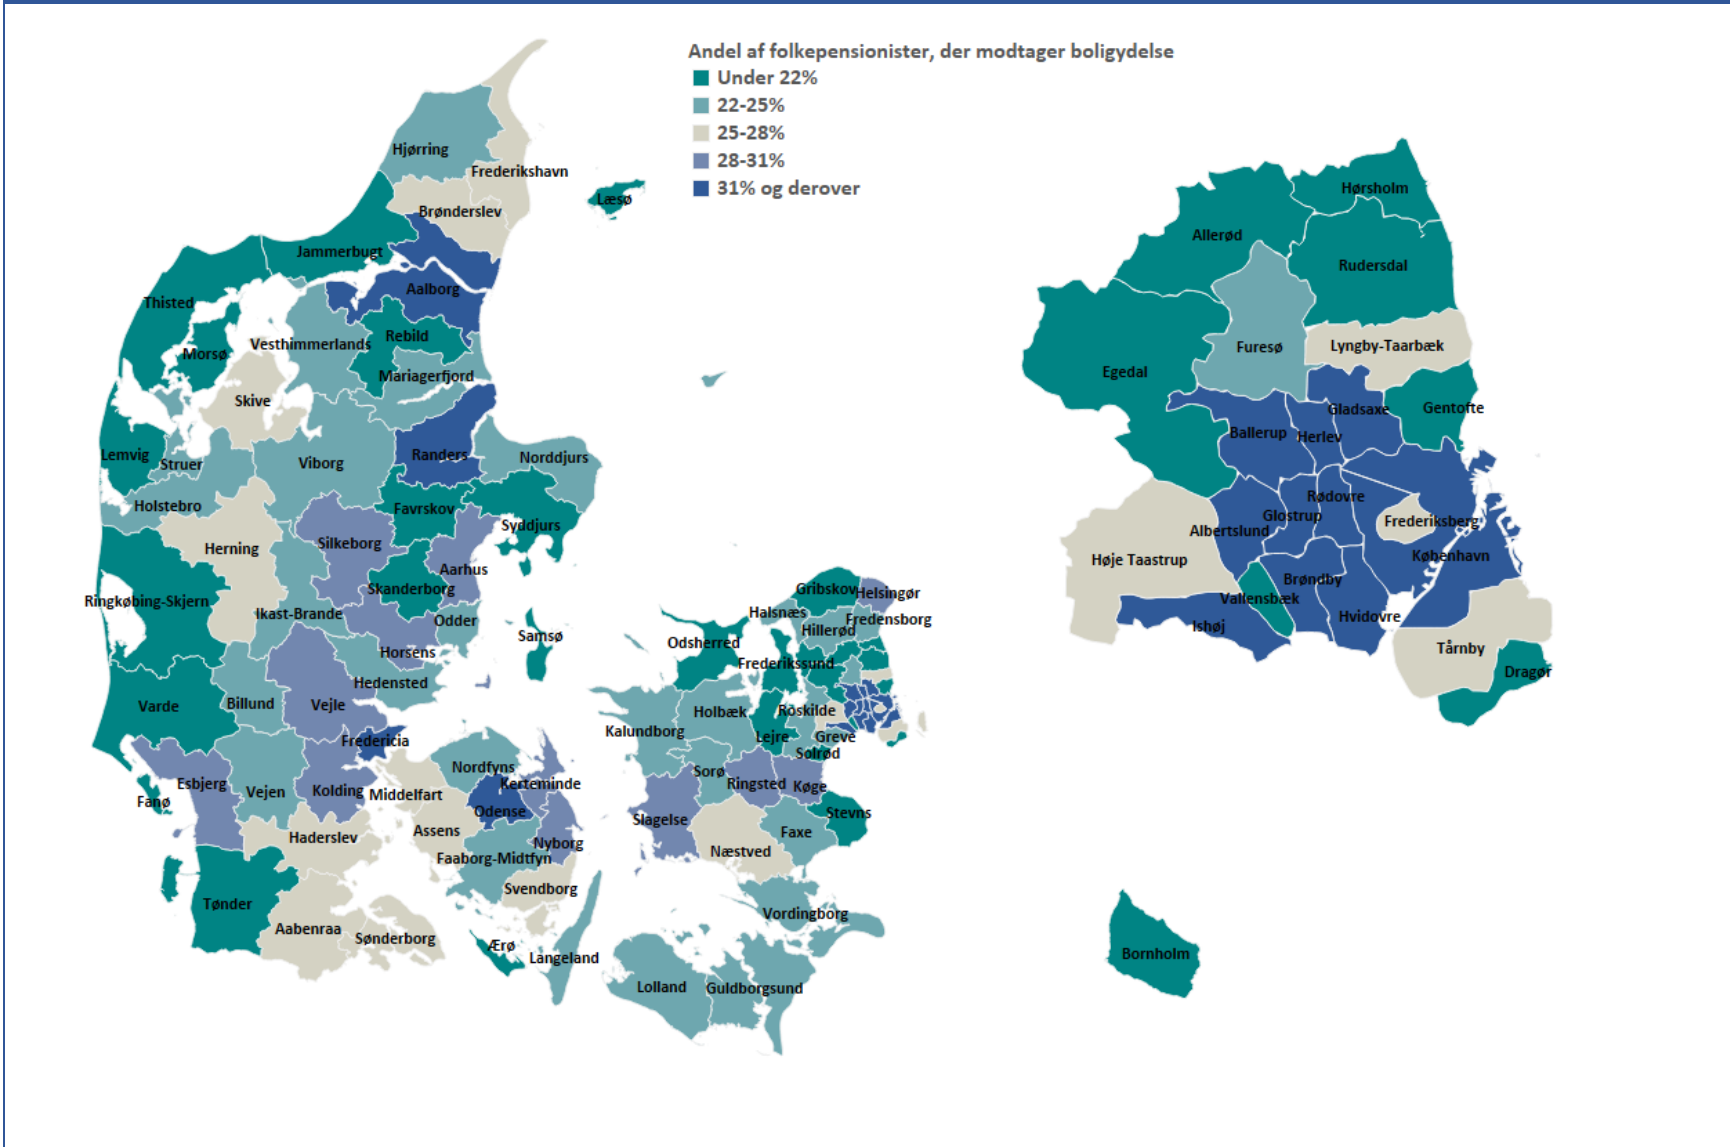 Andel af folkepensionister, der modtager boligydelse
Under 22%
22-25%
25-28%
28-31%
31% og derover
Hjørring
Frederikshavn
Brønderslev
Læsø
Jammerbugt
Aalborg
Thisted
Rebild
Vesthimmerlands
Morsø
Mariagerfjord
Skive
Lemvig
Struer
Viborg
Randers
Norddjurs
Holstebro
Favrskov
Syddjurs
Herning
Silkeborg
Aarhus
Skanderborg
Ringkøbing-Skjern
Ikast-Brande
Odder
Samsø
Horsens
Hedensted
Varde
Billund
Vejle
Fredericia
Esbjerg
Vejen
Kolding
Middelfart
Fanø
Nordfyns
Kerteminde
Odense
Assens
Haderslev
Nyborg
Faaborg-Midtfyn
Svendborg
Tønder
Aabenraa
Sønderborg
Ærø
Langeland
Gribskov
Helsingør
Halsnæs
Fredensborg
Hillerød
Odsherred
Frederikssund
Holbæk
Roskilde
Kalundborg
Lejre
Greve
Solrød
Sorø
Ringsted
Køge
Slagelse
Stevns
Faxe
Næstved
Vordingborg
Lolland
Guldborgsund
Hørsholm
Allerød
Rudersdal
Furesø
Lyngby-Taarbæk
Egedal
Gladsaxe
Gentofte
Ballerup
Herlev
Rødovre
Glostrup
Frederiksberg
Albertslund
København
Høje Taastrup
Brøndby
Vallensbæk
Hvidovre
Ishøj
Tårnby
Dragør
Bornholm